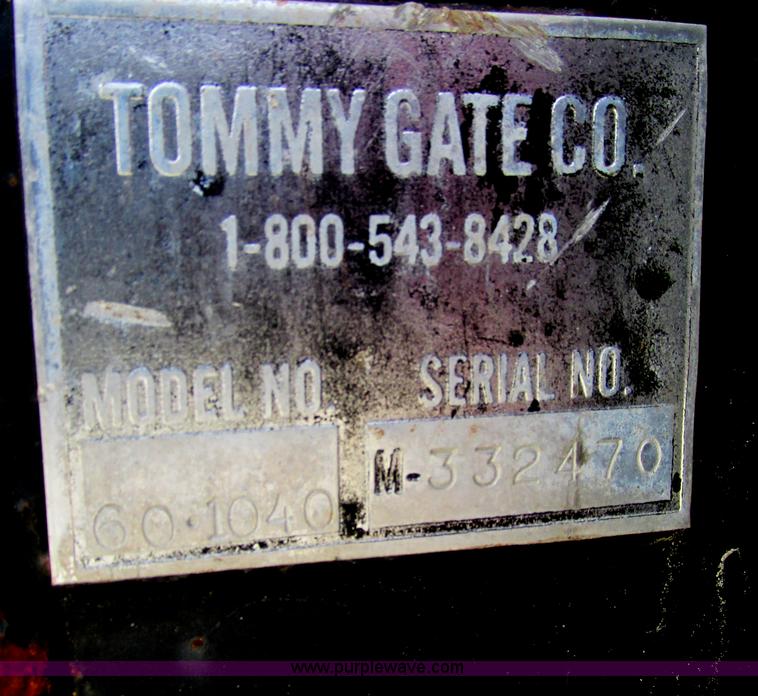 TOMMY GATE CO.
1-800-543-8428
MODEL NO. SERIAL NO.
60·1040 M-332470
www.purplewave.com